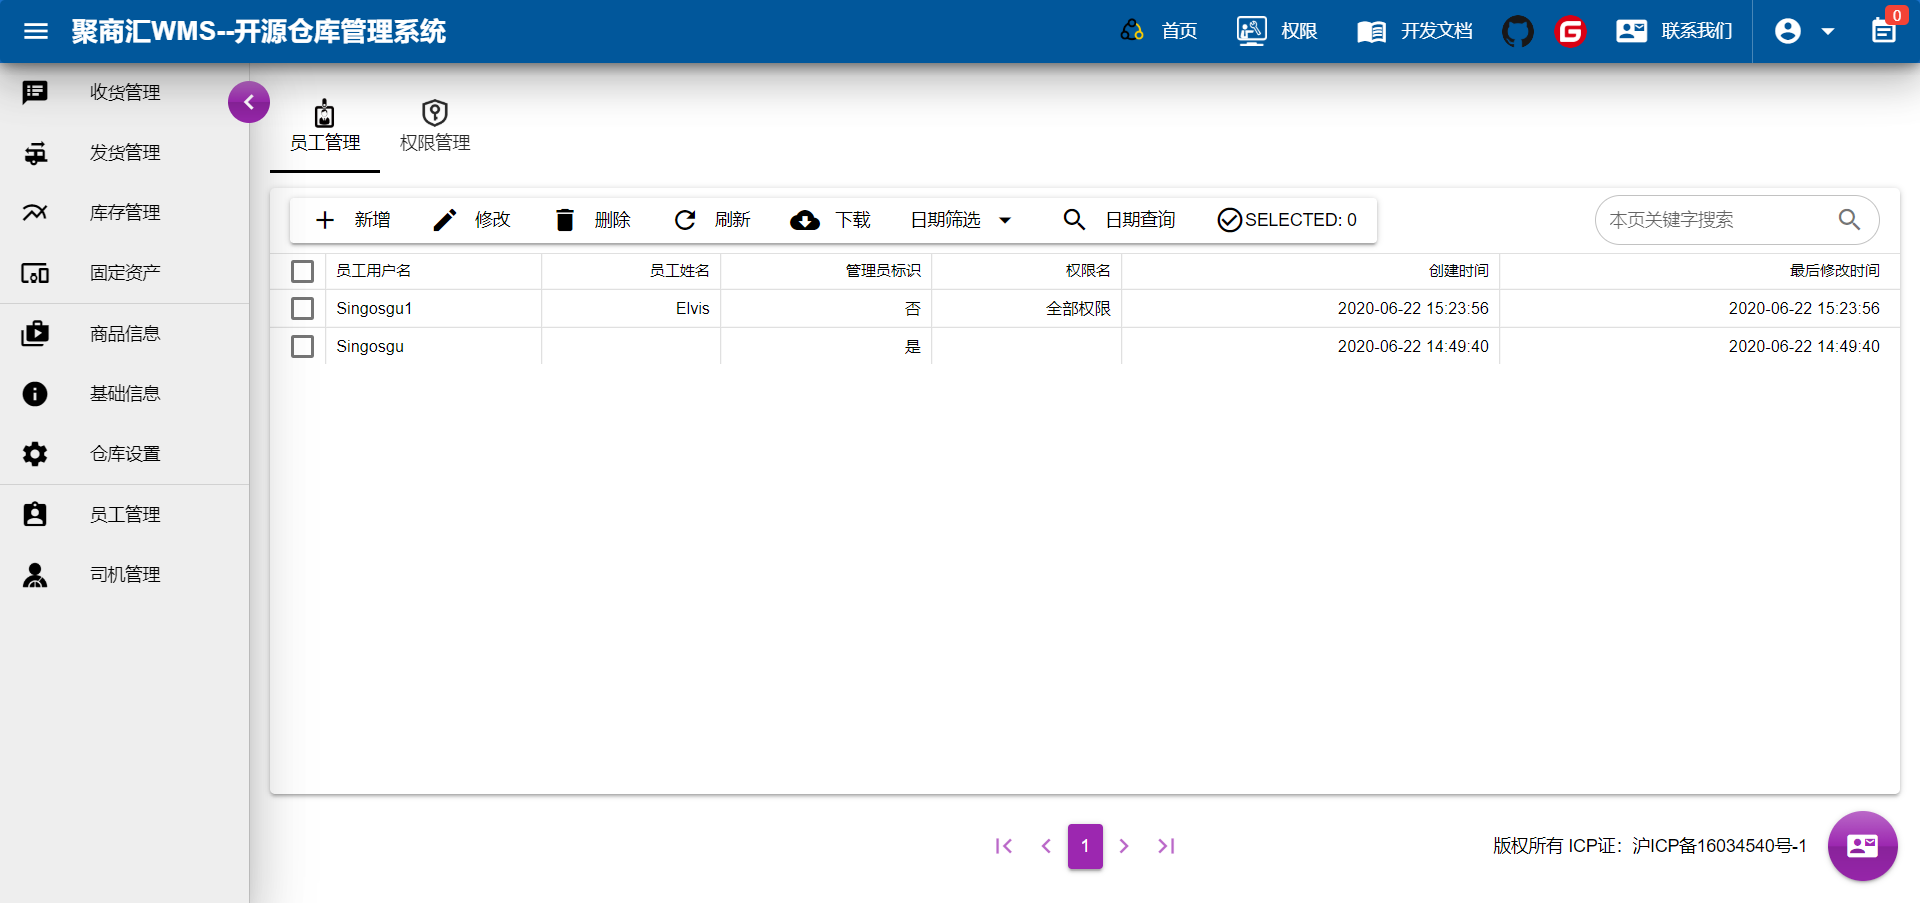 聚商汇WMS--开源仓库管理系统
首页
权限
开发文档
联系我们
0
收货管理
发货管理
库存管理
固定资产
商品信息
基础信息
仓库设置
员工管理
司机管理
员工管理
权限管理
新增
修改
删除
刷新
下载
日期筛选
日期查询
SELECTED: 0
本页关键字搜索
员工用户名 员工姓名 管理员标识 权限名 创建时间 最后修改时间
Singosgu1 Elvis 否 全部权限 2020-06-22 15:23:56 2020-06-22 15:23:56
Singosgu 是 2020-06-22 14:49:40 2020-06-22 14:49:40
1
版权所有 ICP证：沪ICP备16034540号-1